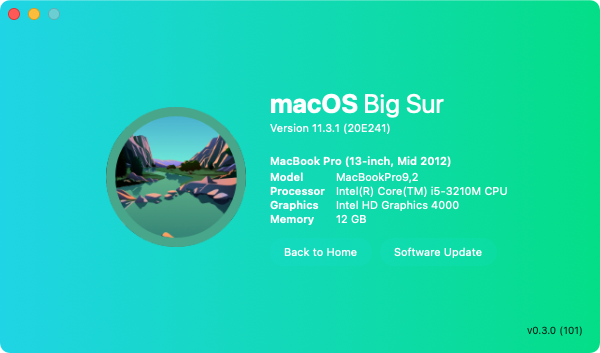 macOS Big Sur
Version 11.3.1 (20E241)
MacBook Pro (13-inch, Mid 2012)
Model MacBookPro9,2
Processor Intel(R) Core(TM) i5-3210M CPU
Graphics Intel HD Graphics 4000
Memory 12 GB
Back to Home Software Update
v0.3.0 (101)